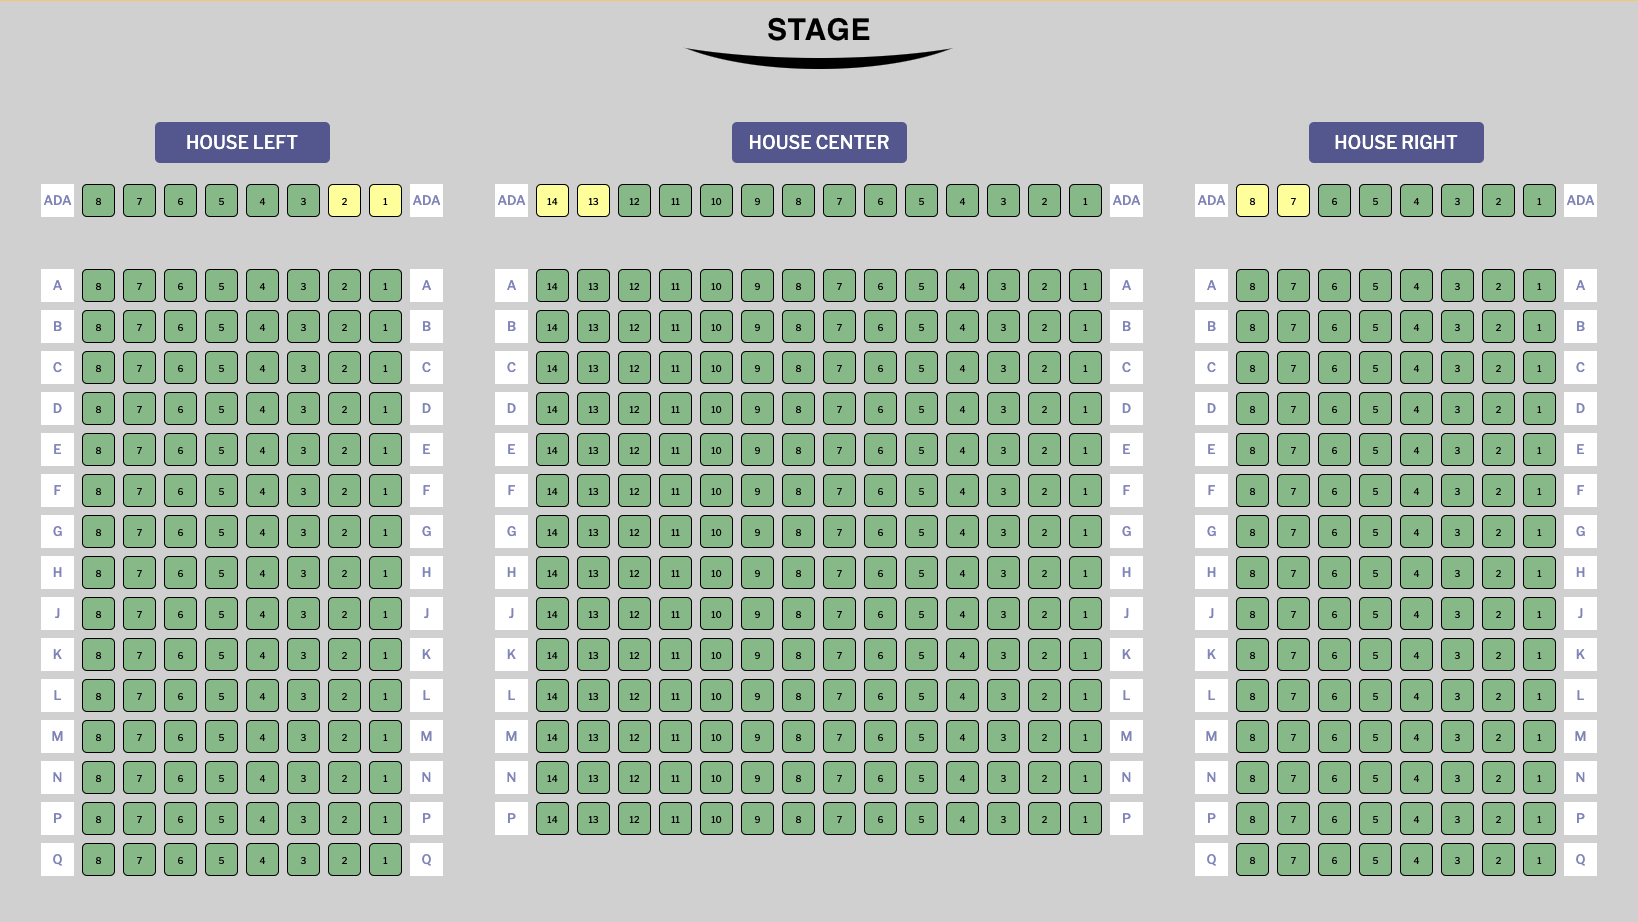 STAGE
HOUSE LEFT HOUSE CENTER HOUSE RIGHT
ADA 8 7 6 5 4 3 2 1 ADA ADA 14 13 12 11 10 9 8 7 6 5 4 3 2 1 ADA ADA 8 7 6 5 4 3 2 1 ADA
A 8 7 6 5 4 3 2 1 A A 14 13 12 11 10 9 8 7 6 5 4 3 2 1 A A 8 7 6 5 4 3 2 1 A
B 8 7 6 5 4 3 2 1 B B 14 13 12 11 10 9 8 7 6 5 4 3 2 1 B B 8 7 6 5 4 3 2 1 B
C 8 7 6 5 4 3 2 1 C C 14 13 12 11 10 9 8 7 6 5 4 3 2 1 C C 8 7 6 5 4 3 2 1 C
D 8 7 6 5 4 3 2 1 D D 14 13 12 11 10 9 8 7 6 5 4 3 2 1 D D 8 7 6 5 4 3 2 1 D
E 8 7 6 5 4 3 2 1 E E 14 13 12 11 10 9 8 7 6 5 4 3 2 1 E E 8 7 6 5 4 3 2 1 E
F 8 7 6 5 4 3 2 1 F F 14 13 12 11 10 9 8 7 6 5 4 3 2 1 F F 8 7 6 5 4 3 2 1 F
G 8 7 6 5 4 3 2 1 G G 14 13 12 11 10 9 8 7 6 5 4 3 2 1 G G 8 7 6 5 4 3 2 1 G
H 8 7 6 5 4 3 2 1 H H 14 13 12 11 10 9 8 7 6 5 4 3 2 1 H H 8 7 6 5 4 3 2 1 H
J 8 7 6 5 4 3 2 1 J J 14 13 12 11 10 9 8 7 6 5 4 3 2 1 J J 8 7 6 5 4 3 2 1 J
K 8 7 6 5 4 3 2 1 K K 14 13 12 11 10 9 8 7 6 5 4 3 2 1 K K 8 7 6 5 4 3 2 1 K
L 8 7 6 5 4 3 2 1 L L 14 13 12 11 10 9 8 7 6 5 4 3 2 1 L L 8 7 6 5 4 3 2 1 L
M 8 7 6 5 4 3 2 1 M M 14 13 12 11 10 9 8 7 6 5 4 3 2 1 M M 8 7 6 5 4 3 2 1 M
N 8 7 6 5 4 3 2 1 N N 14 13 12 11 10 9 8 7 6 5 4 3 2 1 N N 8 7 6 5 4 3 2 1 N
P 8 7 6 5 4 3 2 1 P P 14 13 12 11 10 9 8 7 6 5 4 3 2 1 P P 8 7 6 5 4 3 2 1 P
Q 8 7 6 5 4 3 2 1 Q Q 8 7 6 5 4 3 2 1 Q